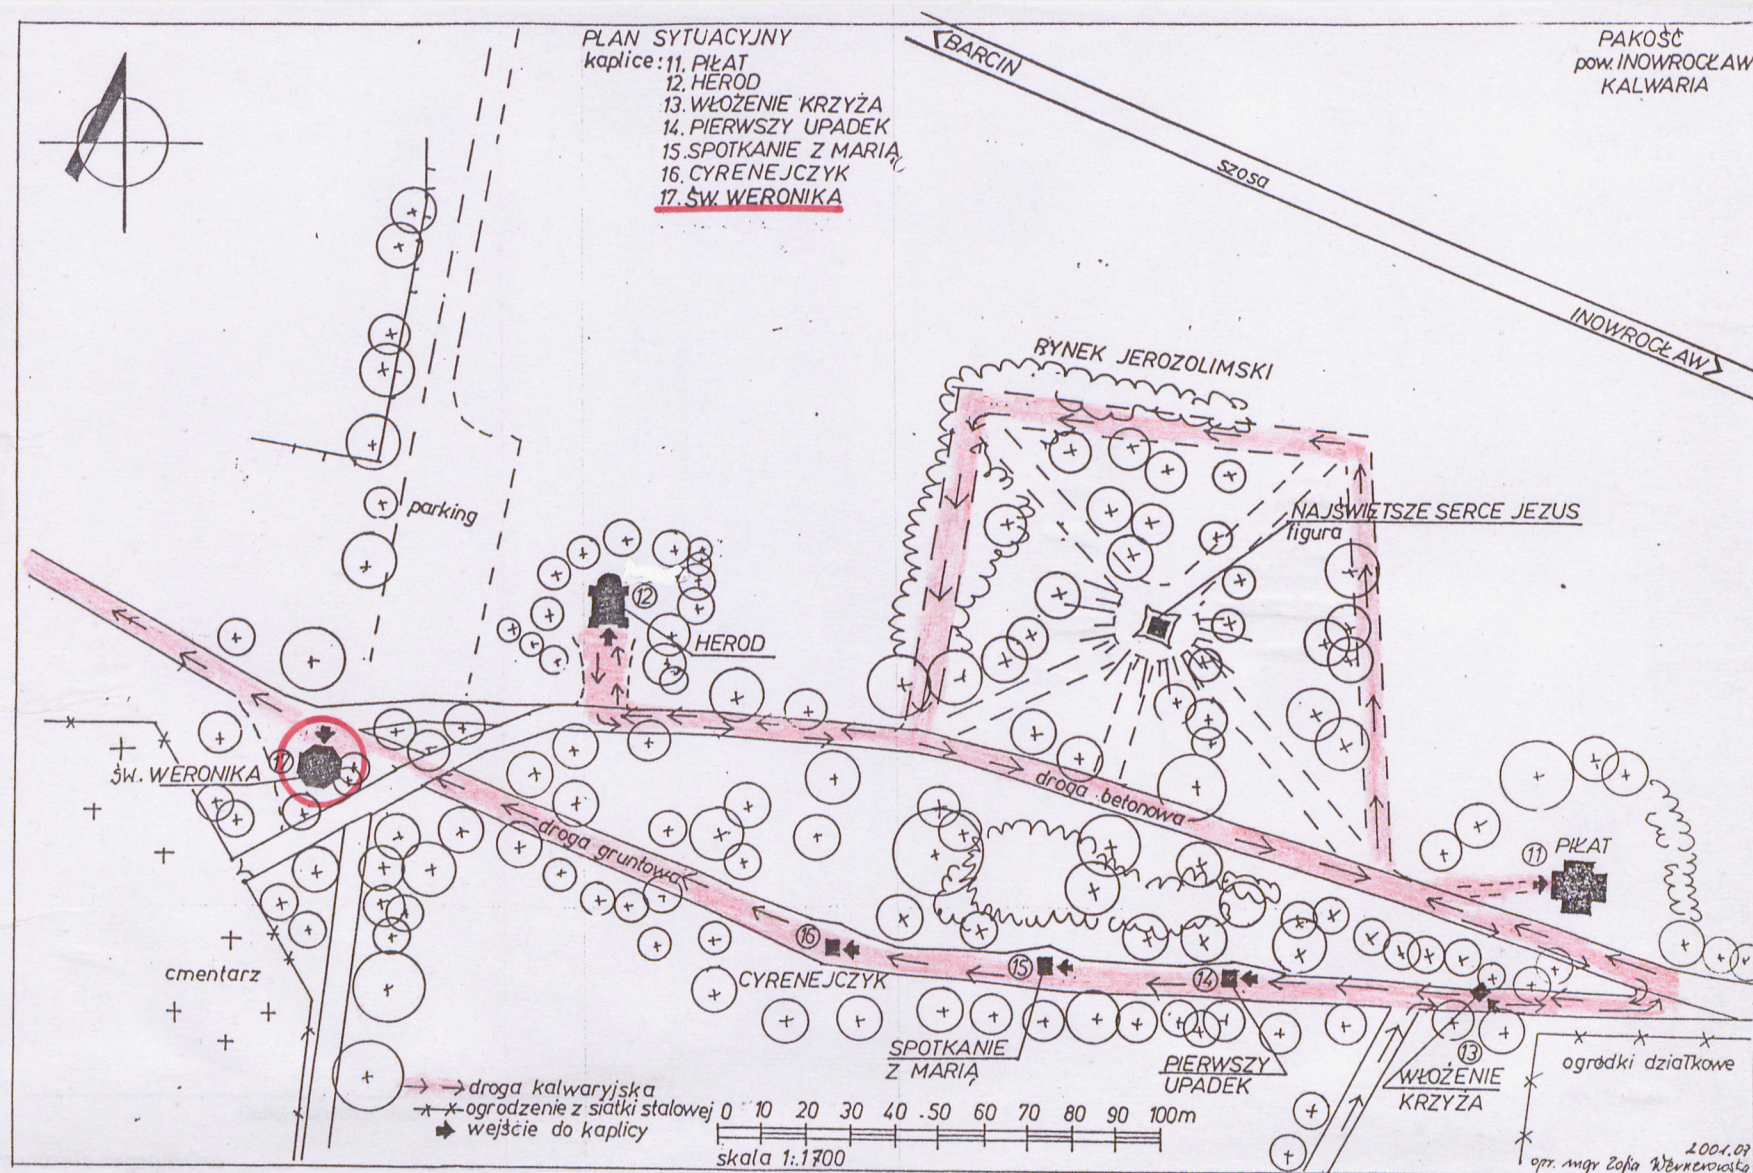 PLAN SYTUACYJNY
kaplice: 11. PIŁAT
12. HEROD
13. WŁOŻENIE KRZYŻA
14. PIERWSZY UPADEK
15. SPOTKANIE Z MARIĄ
16. CYRENEJCZYK
17. ŚW. WERONIKA
BARCIN
szosa
INOWROCŁAW
PAKOŚĆ
pow. INOWROCŁAW
KALWARIA
RYNEK JEROZOLIMSKI
NAJŚWIĘTSZE SERCE JEZUS
figura
parking
12
HEROD
17
ŚW. WERONIKA
droga betonowa
droga gruntowa
11
PIŁAT
16
CYRENEJCZYK
15
14
cmentarz
SPOTKANIE
Z MARIĄ
PIERWSZY
UPADEK
13
WŁOŻENIE
KRZYŻA
ogródki działkowe
droga kalwaryjska
ogrodzenie z siatki stalowej
wejście do kaplicy
0 10 20 30 40 50 60 70 80 90 100m
skala 1:1700
opr. mgr Zofia